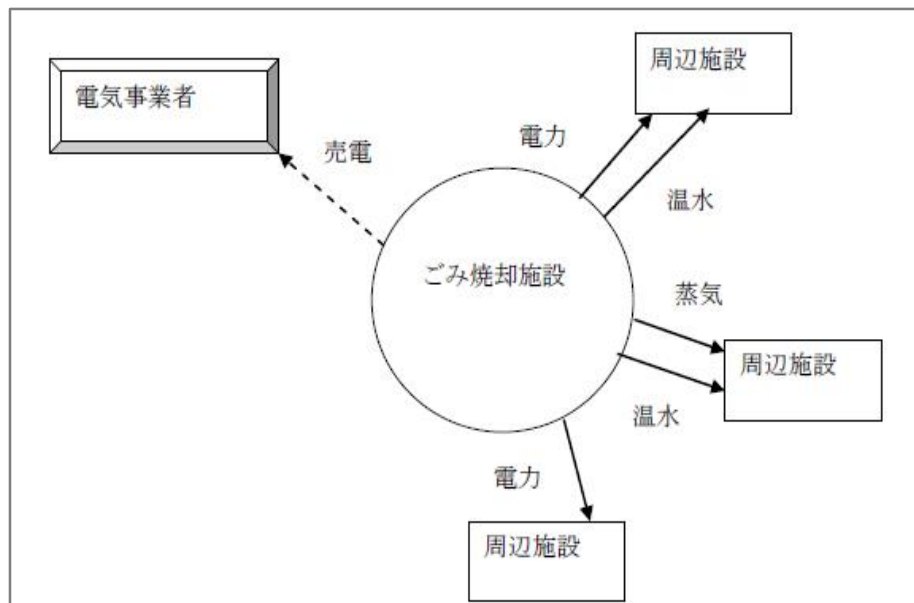 周辺施設
電気事業者
電力
売電
温水
ごみ焼却施設
蒸気
周辺施設
温水
電力
周辺施設